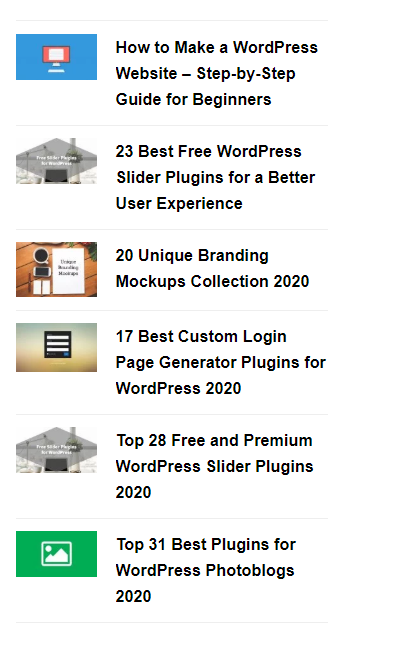 How to Make a WordPress
Website – Step-by-Step
Guide for Beginners
Free Slider Plugins
for WordPress
23 Best Free WordPress
Slider Plugins for a Better
User Experience
Unique
Branding
Mockups
20 Unique Branding
Mockups Collection 2020
17 Best Custom Login
Page Generator Plugins for
WordPress 2020
Free Slider Plugins
for WordPress
Top 28 Free and Premium
WordPress Slider Plugins
2020
Top 31 Best Plugins for
WordPress Photoblogs
2020